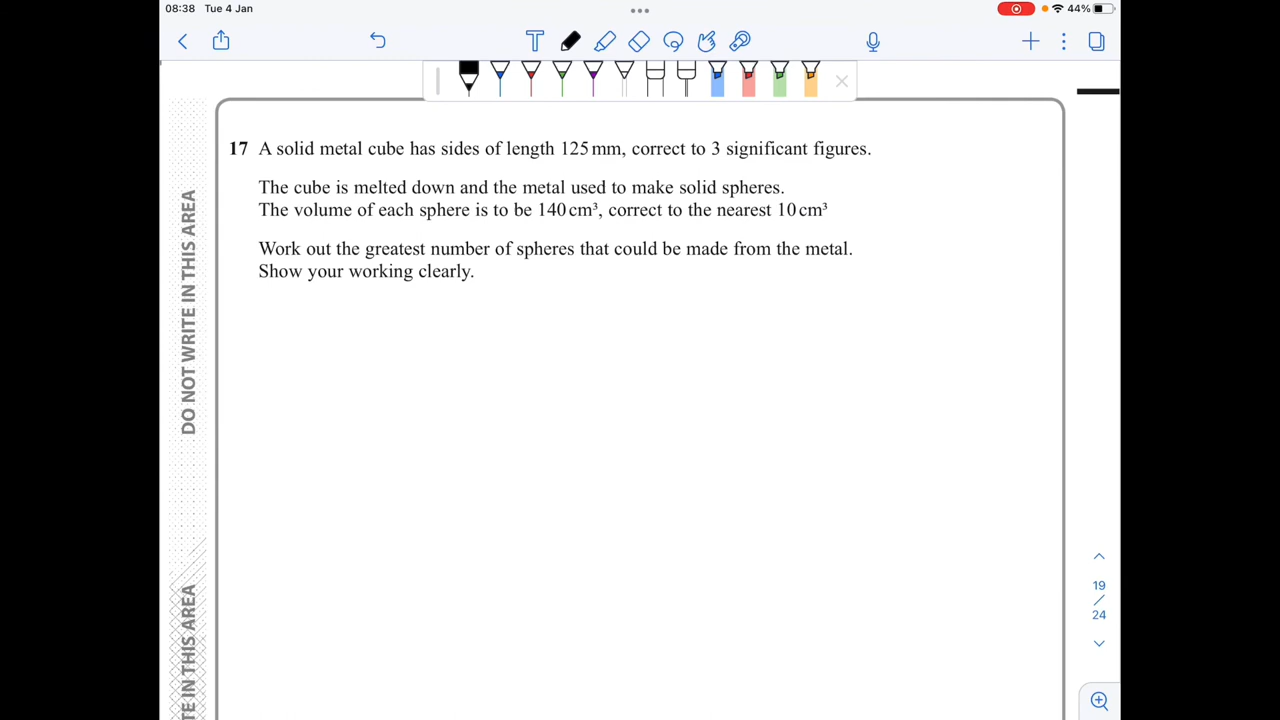 08:38 Tue 4 Jan
44%
17 A solid metal cube has sides of length 125 mm, correct to 3 significant figures.
The cube is melted down and the metal used to make solid spheres.
The volume of each sphere is to be 140 cm³, correct to the nearest 10 cm³
Work out the greatest number of spheres that could be made from the metal.
Show your working clearly.
DO NOT WRITE IN THIS AREA
TE IN THIS AREA
19
/
24